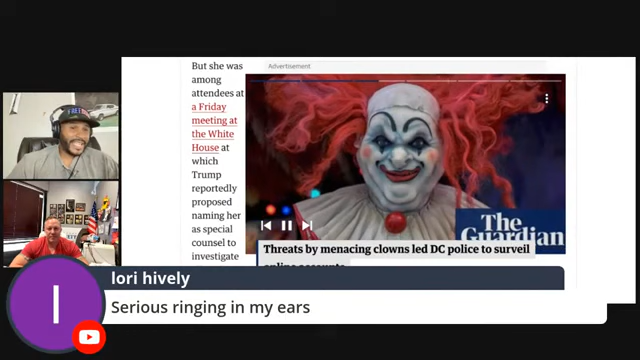 But she was
among
attendees at
a Friday
meeting at
the White
House at
which
Trump
reportedly
proposed
naming her
as special
counsel to
investigate
Advertisement
The
Guardian
Threats by menacing clowns led DC police to surveil
online accounts
l
lori hively
Serious ringing in my ears